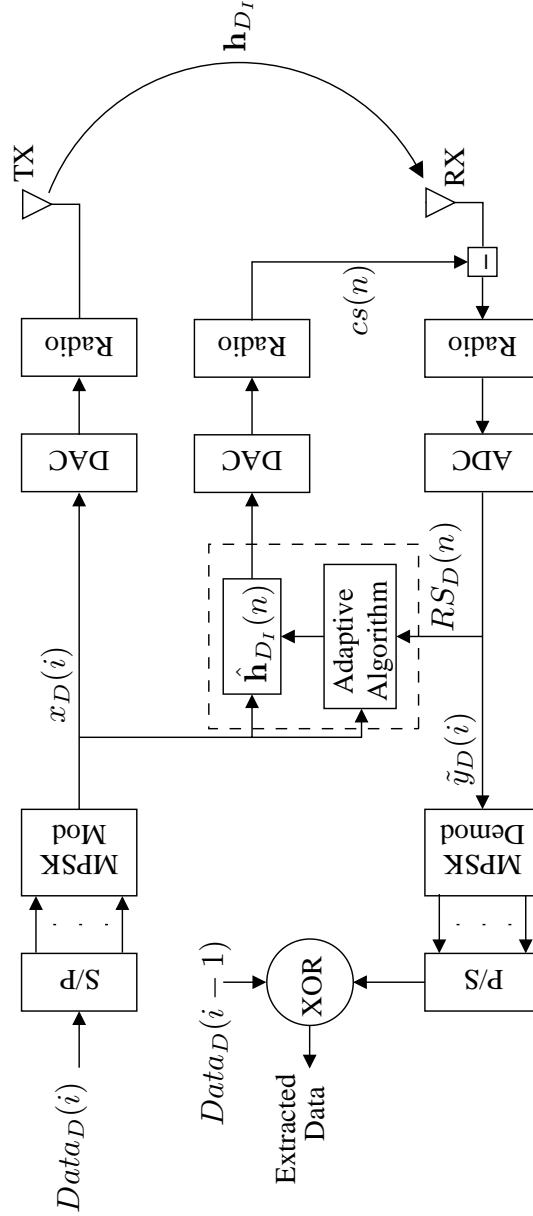 Data_D(i)
S/P
. . .
MPSK
Mod
x_D(i)
DAC
Radio
TX
h_{D_I}
Data_D(i − 1)
XOR
Extracted
Data
ĥ_{D_I}(n)
Adaptive
Algorithm
DAC
Radio
cs(n)
P/S
. . .
MPSK
Demod
ỹ_D(i)
RS_D(n)
ADC
Radio
−
RX